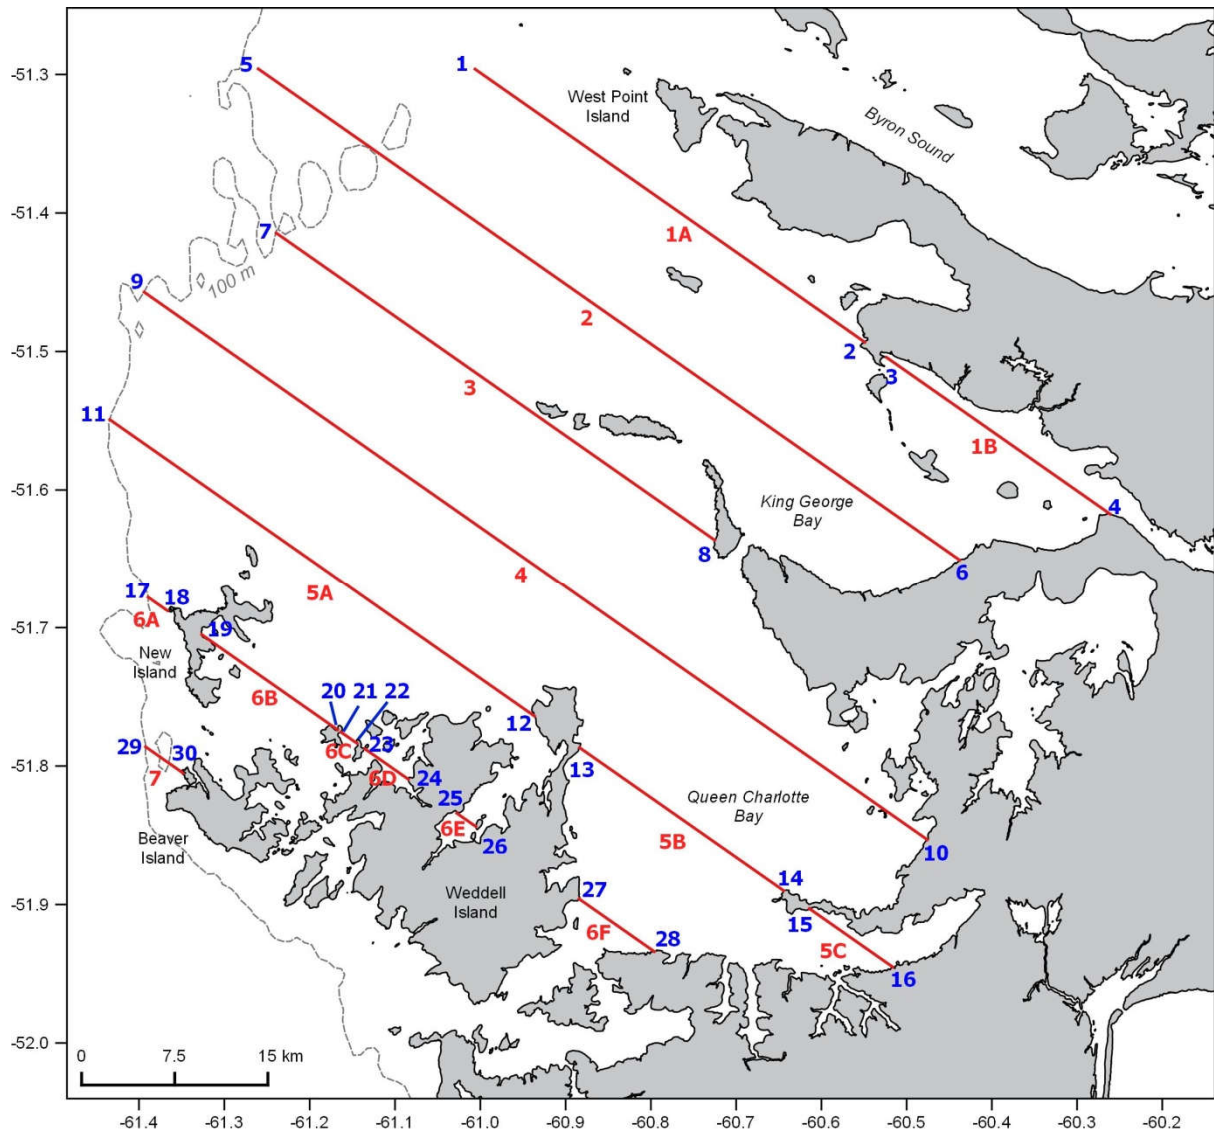 -51.3
-51.4
-51.5
-51.6
-51.7
-51.8
-51.9
-52.0
5
1
West Point
Island
Byron Sound
7
1A
9
100 m
2
2
3
3
11
1B
4
King George
Bay
8
6
4
5A
17
18
6A
19
New
Island
6B
20
21
22
12
29
30
6C
23
13
7
6D
24
25
Queen Charlotte
Bay
Beaver
Island
6E
26
5B
10
Weddell
Island
27
14
15
6F
28
5C
16
0
7.5
15 km
-61.4
-61.3
-61.2
-61.1
-61.0
-60.9
-60.8
-60.7
-60.6
-60.5
-60.4
-60.3
-60.2